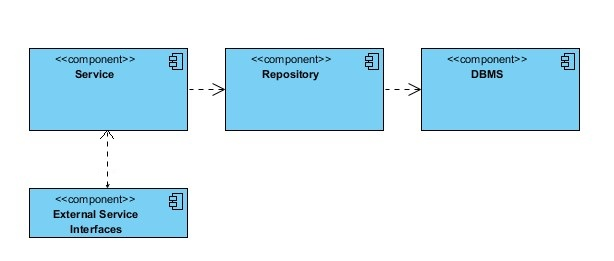 <<component>>
Service
<<component>>
Repository
<<component>>
DBMS
<<component>>
External Service
Interfaces